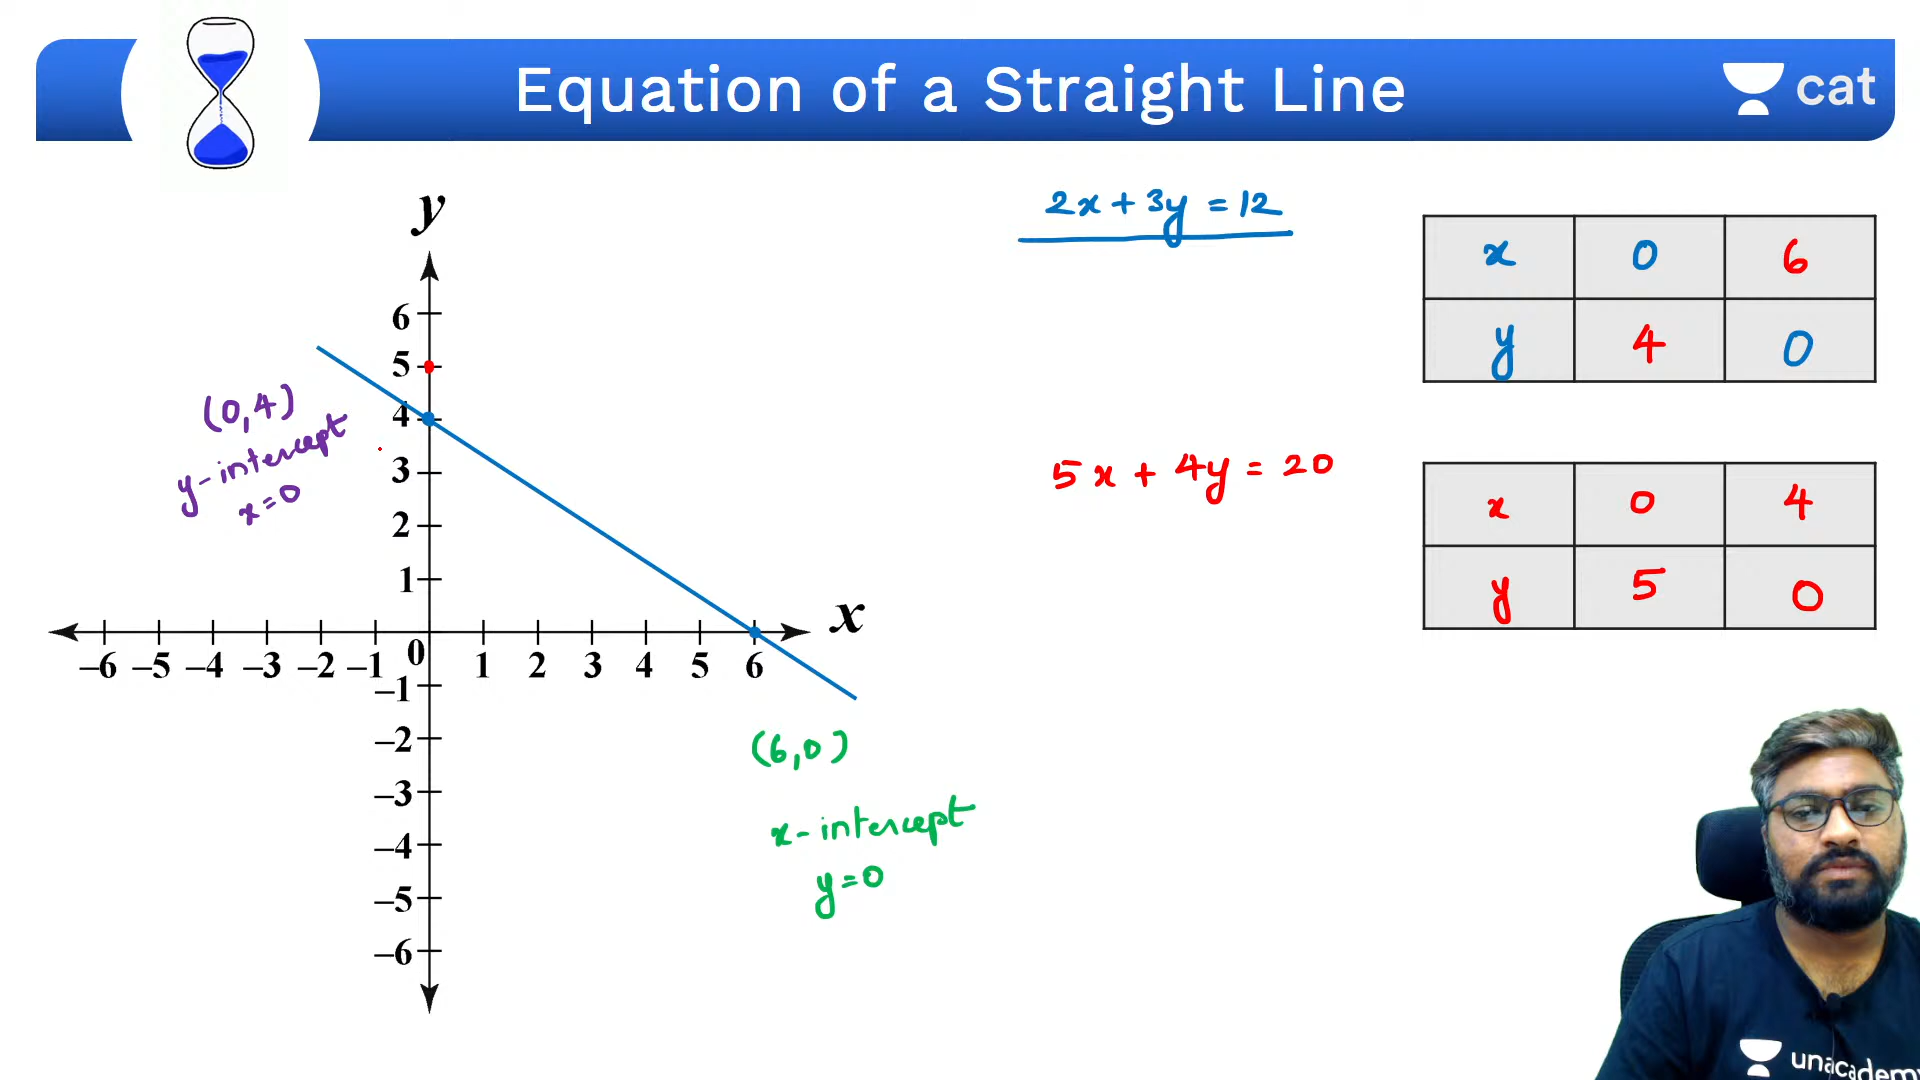 Equation of a Straight Line
cat
2x + 3y = 12
x 0 6
y 4 0
5x + 4y = 20
x 0 4
y 5 0
y
6
5
4
3
2
1
x
–6 –5 –4 –3 –2 –1 0 1 2 3 4 5 6
–1
–2
–3
–4
–5
–6
(0,4)
y-intercept
x=0
(6,0)
x-intercept
y=0
unacademy